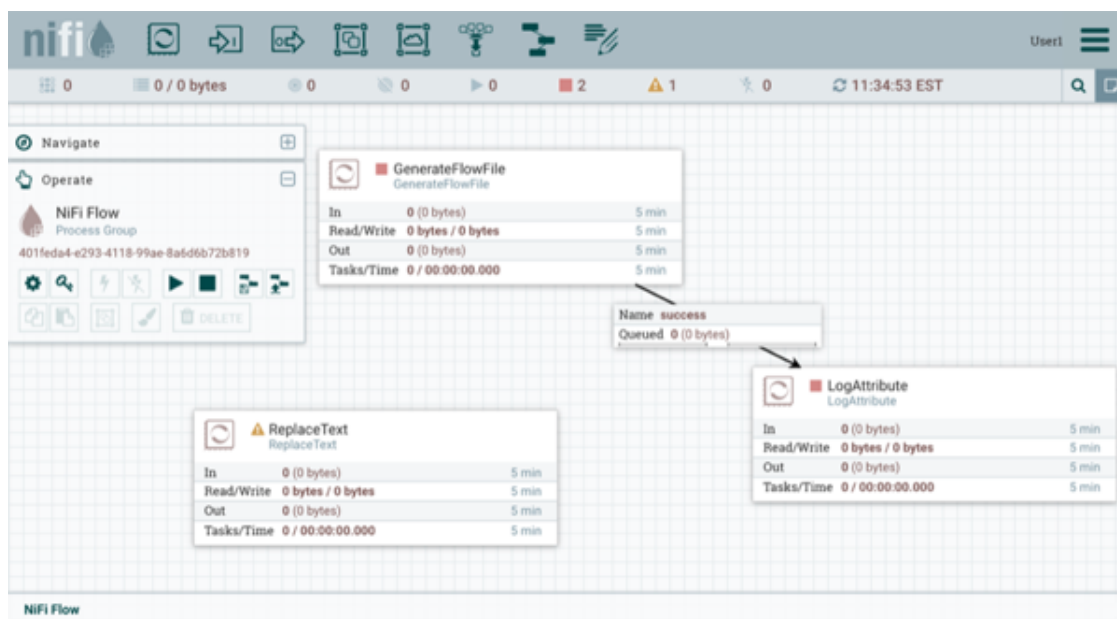 nifi
User1
0 0 / 0 bytes 0 0 0 2 1 0 11:34:53 EST
Navigate
Operate
NiFi Flow
Process Group
401feda4-e293-4118-99ae-8a6d6b72b819
DELETE
GenerateFlowFile
GenerateFlowFile
In 0 (0 bytes) 5 min
Read/Write 0 bytes / 0 bytes 5 min
Out 0 (0 bytes) 5 min
Tasks/Time 0 / 00:00:00.000 5 min
Name success
Queued 0 (0 bytes)
LogAttribute
LogAttribute
In 0 (0 bytes) 5 min
Read/Write 0 bytes / 0 bytes 5 min
Out 0 (0 bytes) 5 min
Tasks/Time 0 / 00:00:00.000 5 min
ReplaceText
ReplaceText
In 0 (0 bytes) 5 min
Read/Write 0 bytes / 0 bytes 5 min
Out 0 (0 bytes) 5 min
Tasks/Time 0 / 00:00:00.000 5 min
NiFi Flow